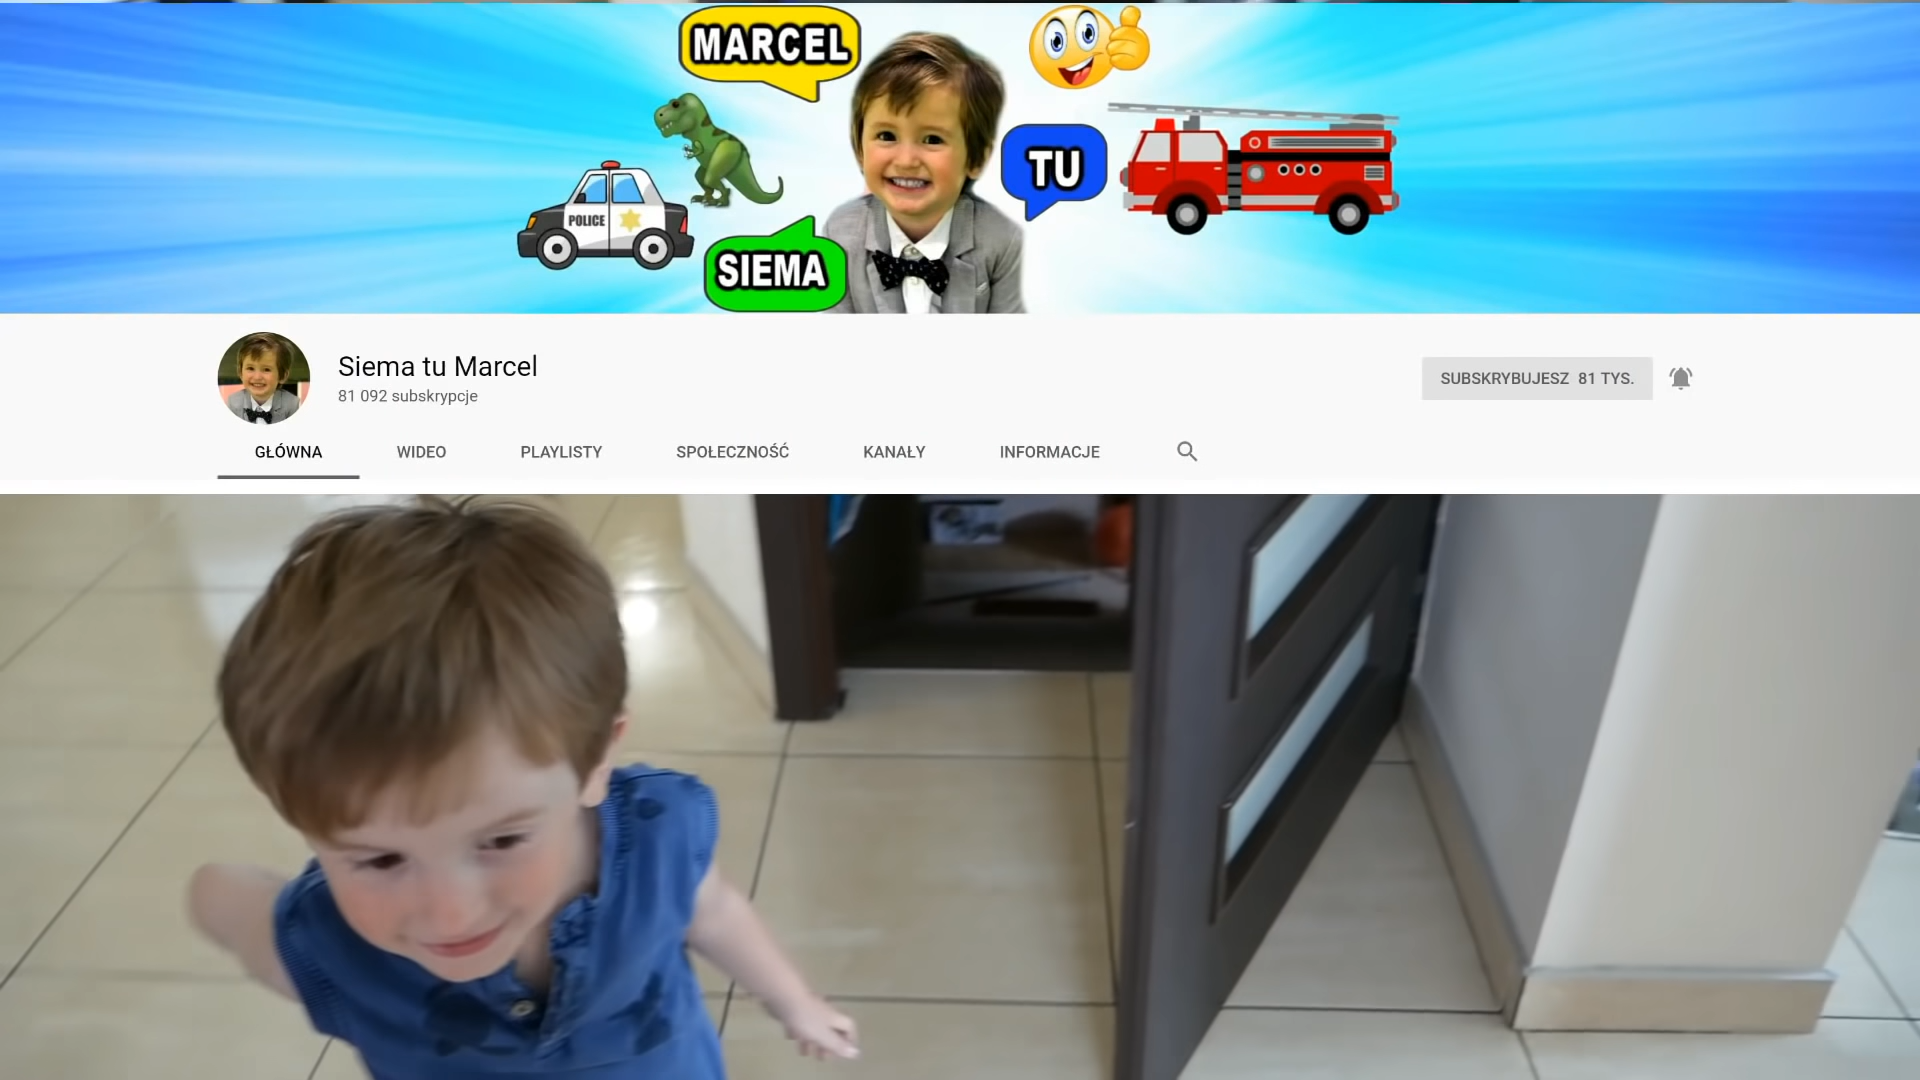 MARCEL
TU
POLICE
SIEMA
Siema tu Marcel
81 092 subskrypcje
SUBSKRYBUJESZ 81 TYS.
GŁÓWNA WIDEO PLAYLISTY SPOŁECZNOŚĆ KANAŁY INFORMACJE